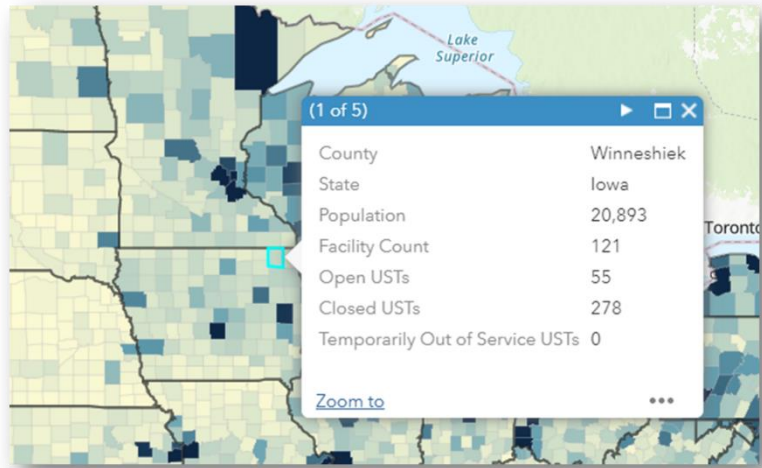 Lake
Superior
(1 of 5)
County Winneshiek
State Iowa
Population 20,893
Facility Count 121
Open USTs 55
Closed USTs 278
Temporarily Out of Service USTs 0
Zoom to
Toronto